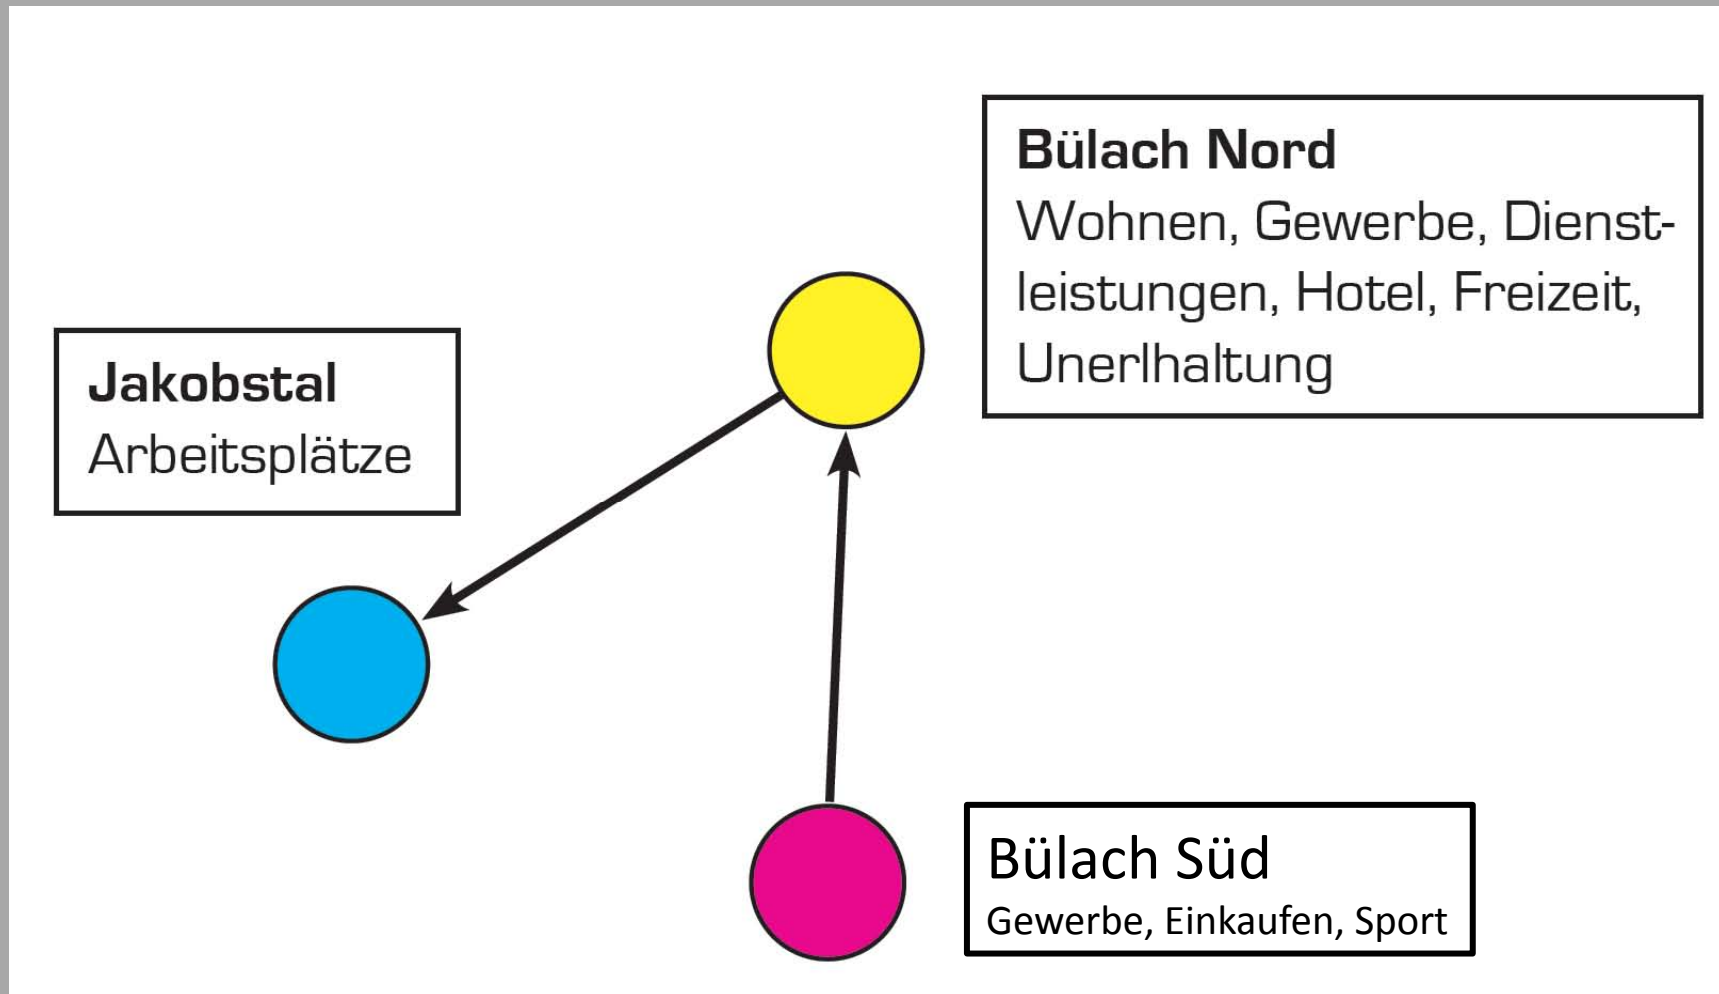 Bülach Nord
Wohnen, Gewerbe, Dienst-
leistungen, Hotel, Freizeit,
Unerlhaltung
Jakobstal
Arbeitsplätze
Bülach Süd
Gewerbe, Einkaufen, Sport